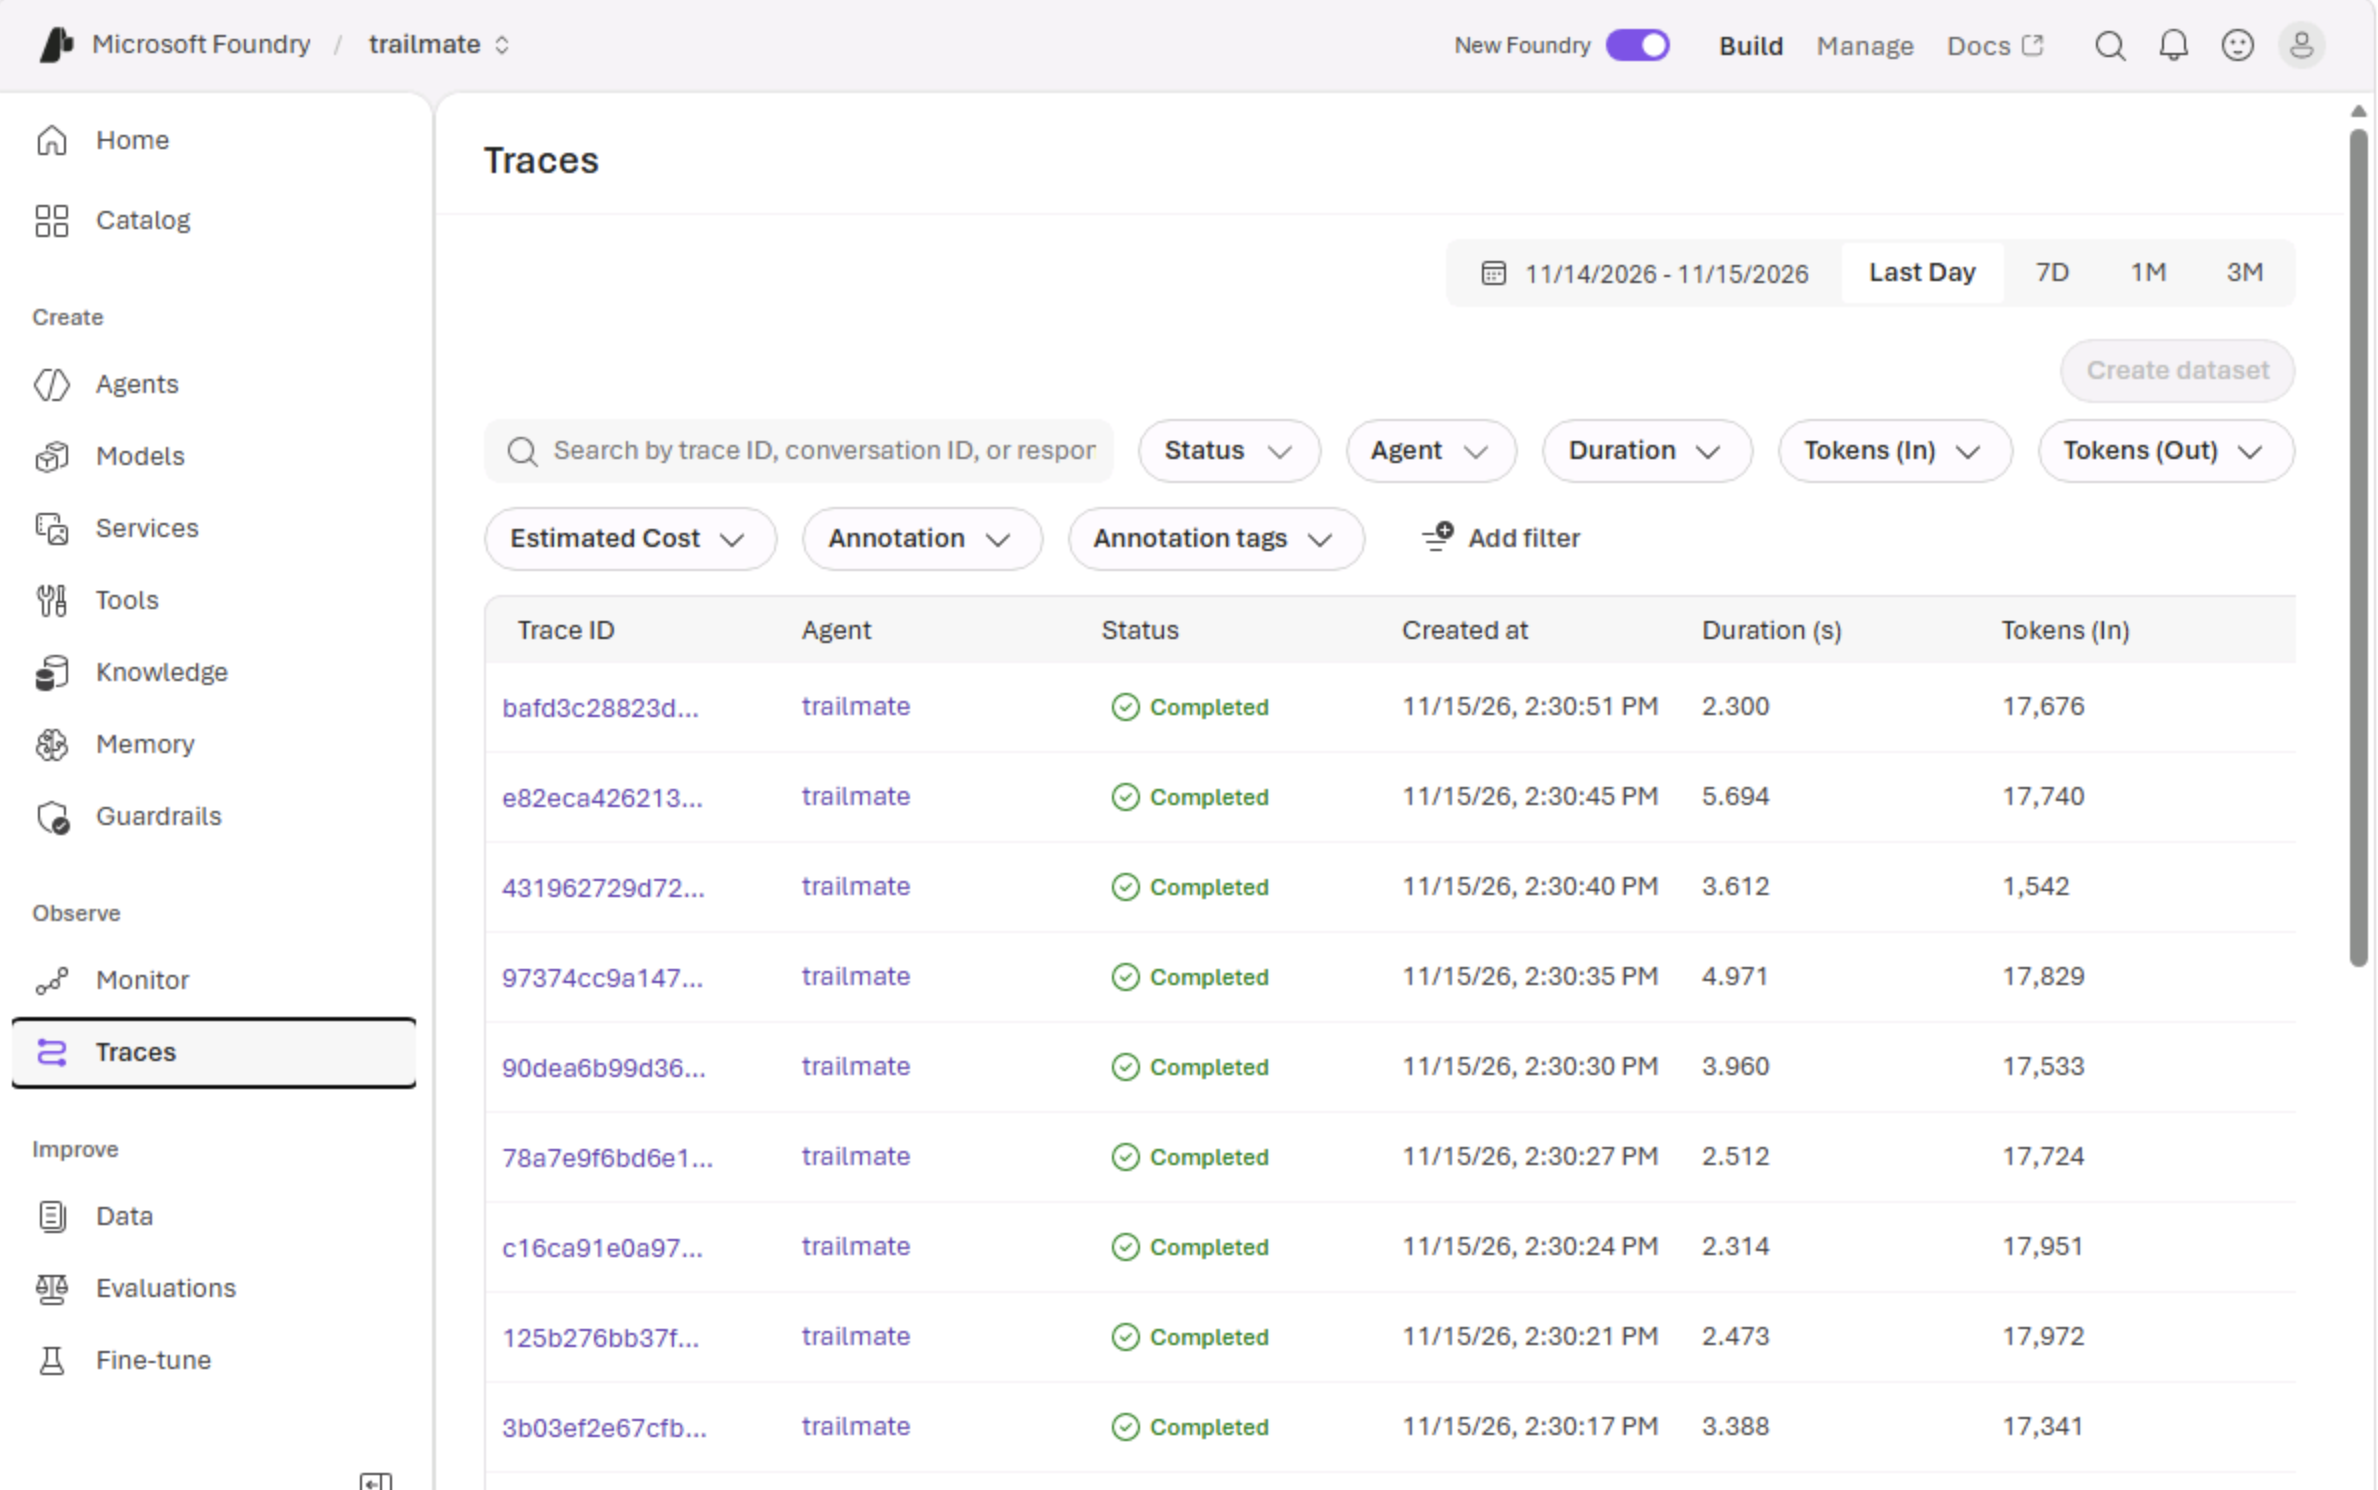 Microsoft Foundry / trailmate
New Foundry Build Manage Docs
Home
Catalog
Create
Agents
Models
Services
Tools
Knowledge
Memory
Guardrails
Observe
Monitor
Traces
Improve
Data
Evaluations
Fine-tune
Traces
11/14/2026 - 11/15/2026 Last Day 7D 1M 3M
Create dataset
Search by trace ID, conversation ID, or respon Status Agent Duration Tokens (In) Tokens (Out)
Estimated Cost Annotation Annotation tags Add filter
Trace ID Agent Status Created at Duration (s) Tokens (In)
bafd3c28823d... trailmate Completed 11/15/26, 2:30:51 PM 2.300 17,676
e82eca426213... trailmate Completed 11/15/26, 2:30:45 PM 5.694 17,740
431962729d72... trailmate Completed 11/15/26, 2:30:40 PM 3.612 1,542
97374cc9a147... trailmate Completed 11/15/26, 2:30:35 PM 4.971 17,829
90dea6b99d36... trailmate Completed 11/15/26, 2:30:30 PM 3.960 17,533
78a7e9f6bd6e1... trailmate Completed 11/15/26, 2:30:27 PM 2.512 17,724
c16ca91e0a97... trailmate Completed 11/15/26, 2:30:24 PM 2.314 17,951
125b276bb37f... trailmate Completed 11/15/26, 2:30:21 PM 2.473 17,972
3b03ef2e67cfb... trailmate Completed 11/15/26, 2:30:17 PM 3.388 17,341